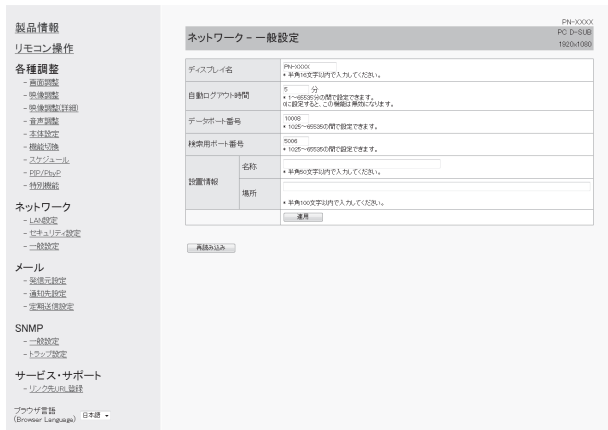 製品情報
リモコン操作
各種調整
- 画面調整
- 映像調整
- 映像調整(詳細)
- 音声調整
- 本体設定
- 機能切換
- スケジュール
- PIP/PbyP
- 特別機能
ネットワーク
- LAN設定
- セキュリティ設定
- 一般設定
メール
- 発信元設定
- 通知先設定
- 定期送信設定
SNMP
- 一般設定
- トラップ設定
サービス・サポート
- リンク先URL登録
ブラウザ言語
(Browser Language) 日本語
PN-XXXX
ネットワーク - 一般設定
PC D-SUB
1920x1080
ディスプレイ名
PN-XXXX
* 半角16文字以内で入力してください。
自動ログアウト時間
5 分
* 1~65535分の間で設定できます。
0に設定すると、この機能は無効になります。
データポート番号
10008
* 1025~65535の間で設定できます。
検索用ポート番号
5006
* 1025~65535の間で設定できます。
設置情報
名称
* 半角50文字以内で入力してください。
場所
* 半角100文字以内で入力してください。
適用
再読み込み